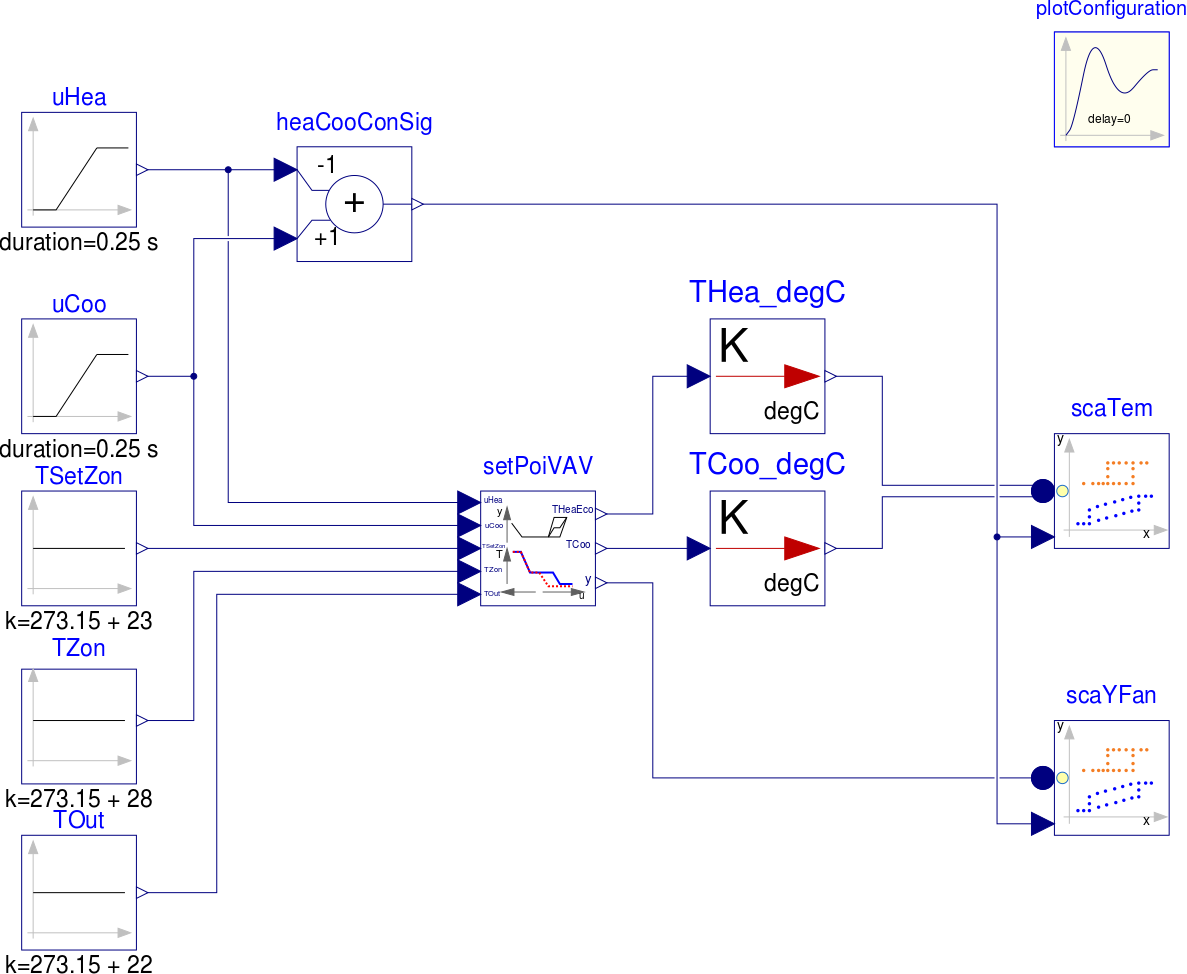 plotConfiguration
delay=0
uHea
duration=0.25 s
heaCooConSig
-1
+
+1
uCoo
duration=0.25 s
THea_degC
K
degC
scaTem
y
x
TSetZon
k=273.15 + 23
setPoiVAV
uHea
y
THeaEco
uCoo
TSetZon
T
TCoo
TZon
y
TOut
u
TCoo_degC
K
degC
TZon
k=273.15 + 28
scaYFan
y
x
TOut
k=273.15 + 22